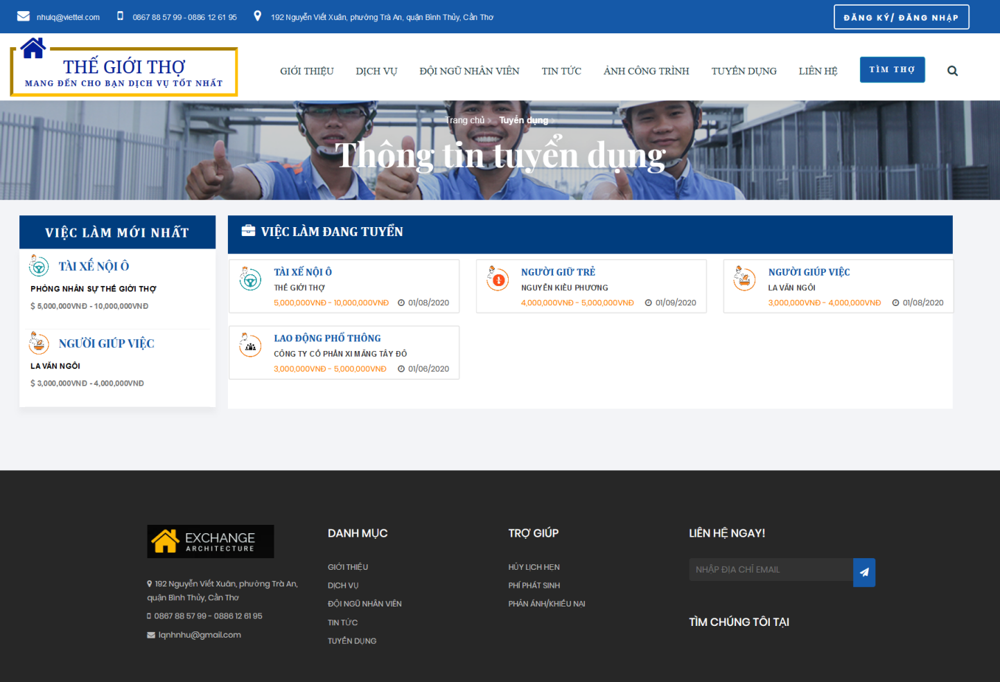 nhulq@viettel.com
0867 88 57 99 - 0886 12 61 95
192 Nguyễn Viết Xuân, phường Trà An, quận Bình Thủy, Cần Thơ
ĐĂNG KÝ/ ĐĂNG NHẬP
THẾ GIỚI THỢ
MANG ĐẾN CHO BẠN DỊCH VỤ TỐT NHẤT
GIỚI THIỆU
DỊCH VỤ
ĐỘI NGŨ NHÂN VIÊN
TIN TỨC
ẢNH CÔNG TRÌNH
TUYỂN DỤNG
LIÊN HỆ
TÌM THỢ
Trang chủ › Tuyển dụng
Thông tin tuyển dụng
VIỆC LÀM MỚI NHẤT
TÀI XẾ NỘI Ô
PHÒNG NHÂN SỰ THẾ GIỚI THỢ
$ 5,000,000VNĐ - 10,000,000VNĐ
NGƯỜI GIÚP VIỆC
LA VĂN NGÔI
$ 3,000,000VNĐ - 4,000,000VNĐ
VIỆC LÀM ĐANG TUYỂN
TÀI XẾ NỘI Ô
THẾ GIỚI THỢ
5,000,000VNĐ - 10,000,000VNĐ 01/08/2020
NGƯỜI GIỮ TRẺ
NGUYỄN KIỀU PHƯƠNG
4,000,000VNĐ - 5,000,000VNĐ 01/09/2020
NGƯỜI GIÚP VIỆC
LA VĂN NGÔI
3,000,000VNĐ - 4,000,000VNĐ 01/08/2020
LAO ĐỘNG PHỔ THÔNG
CÔNG TY CỔ PHẦN XI MĂNG TÂY ĐÔ
3,000,000VNĐ - 5,000,000VNĐ 01/06/2020
EXCHANGE
ARCHITECTURE
192 Nguyễn Viết Xuân, phường Trà An,
quận Bình Thủy, Cần Thơ
0867 88 57 99 - 0886 12 61 95
lqnhnhu@gmail.com
DANH MỤC
GIỚI THIỆU
DỊCH VỤ
ĐỘI NGŨ NHÂN VIÊN
TIN TỨC
TUYỂN DỤNG
TRỢ GIÚP
HỦY LỊCH HẸN
PHÍ PHÁT SINH
PHẢN ÁNH/KHIẾU NẠI
LIÊN HỆ NGAY!
NHẬP ĐỊA CHỈ EMAIL
TÌM CHÚNG TÔI TẠI